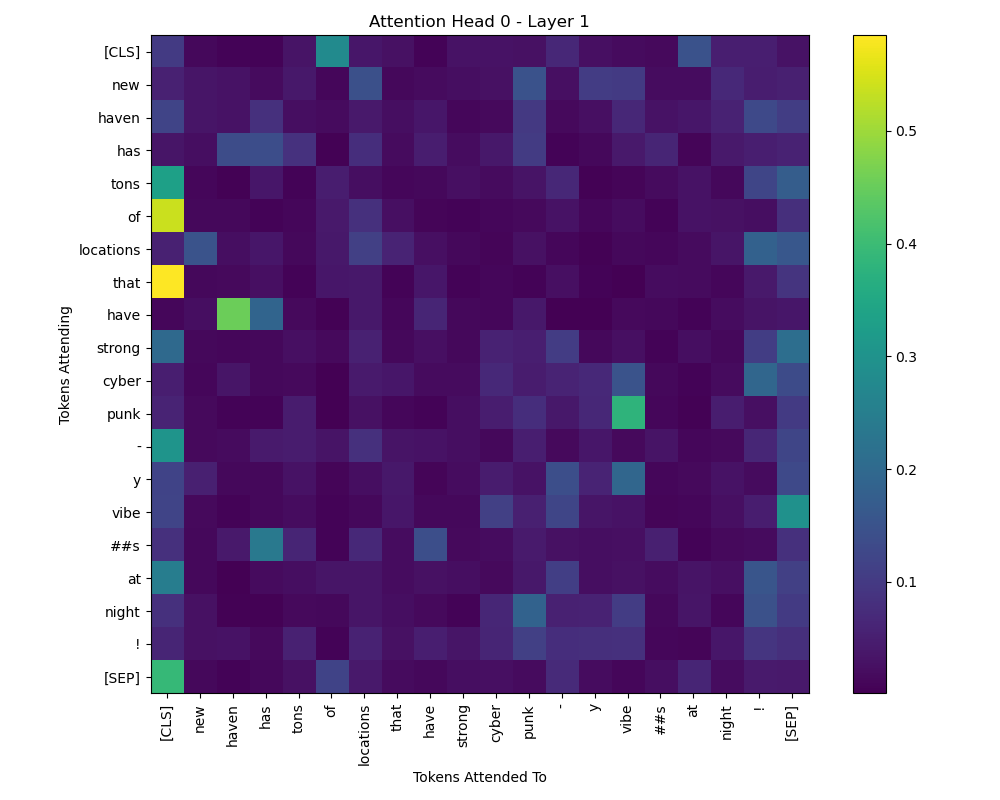 Attention Head 0 - Layer 1
[CLS]
new
haven
has
tons
of
locations
that
have
strong
cyber
punk
-
y
vibe
##s
at
night
!
[SEP]
Tokens Attending
[CLS]
new
haven
has
tons
of
locations
that
have
strong
cyber
punk
-
y
vibe
##s
at
night
!
[SEP]
Tokens Attended To
0.5
0.4
0.3
0.2
0.1